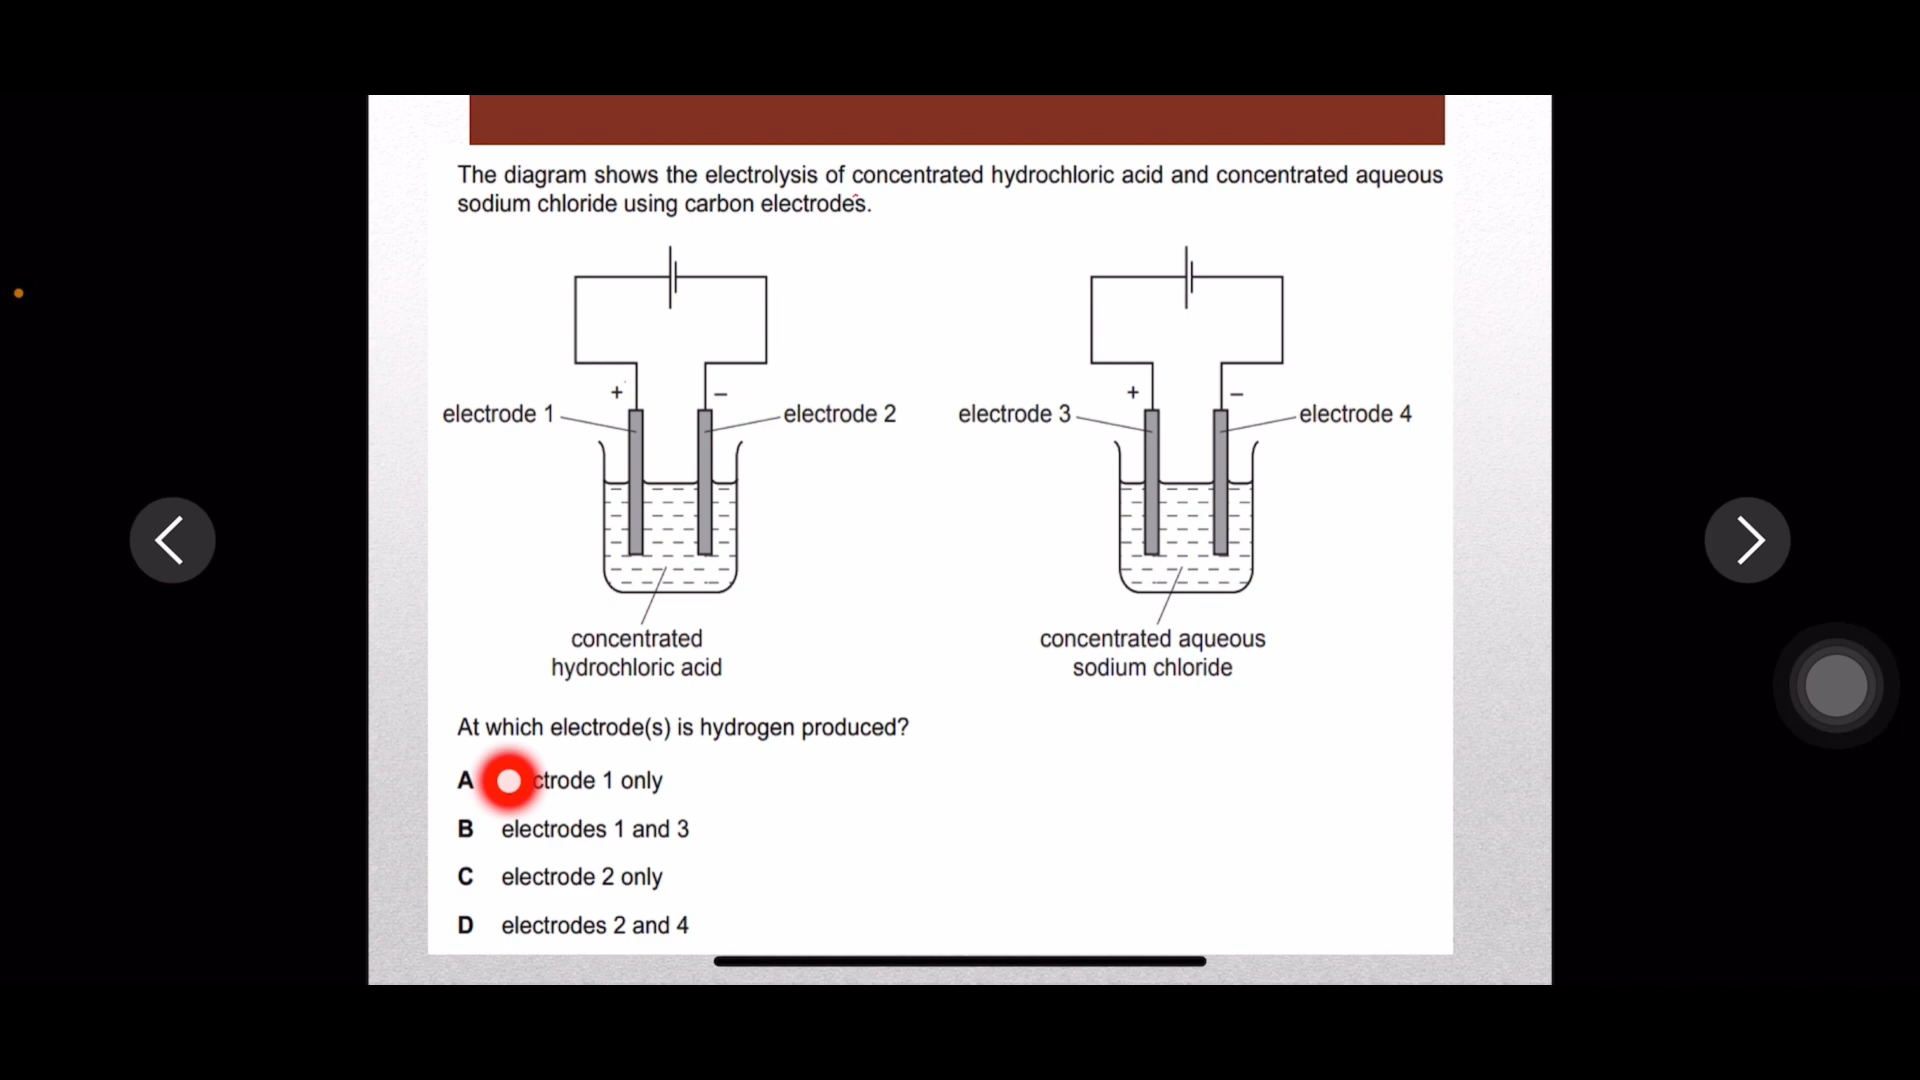 The diagram shows the electrolysis of concentrated hydrochloric acid and concentrated aqueous
sodium chloride using carbon electrodes.
+ –
electrode 1 electrode 2
concentrated
hydrochloric acid
+ –
electrode 3 electrode 4
concentrated aqueous
sodium chloride
At which electrode(s) is hydrogen produced?
A ctrode 1 only
B electrodes 1 and 3
C electrode 2 only
D electrodes 2 and 4